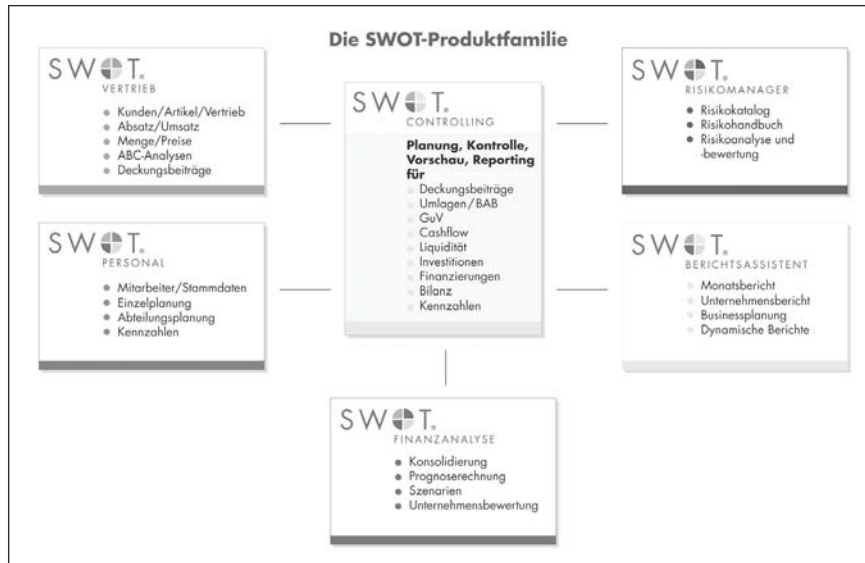 Die SWOT-Produktfamilie
SWOT®
VERTRIEB
Kunden/Artikel/Vertrieb
Absatz/Umsatz
Menge/Preise
ABC-Analysen
Deckungsbeiträge
SWOT®
PERSONAL
Mitarbeiter/Stammdaten
Einzelplanung
Abteilungsplanung
Kennzahlen
SWOT®
CONTROLLING
Planung, Kontrolle,
Vorschau, Reporting
für
Deckungsbeiträge
Umlagen/BAB
GuV
Cashflow
Liquidität
Investitionen
Finanzierungen
Bilanz
Kennzahlen
SWOT®
FINANZANALYSE
Konsolidierung
Prognoserechnung
Szenarien
Unternehmensbewertung
SWOT®
RISIKOMANAGER
Risikokatalog
Risikohandbuch
Risikoanalyse und
-bewertung
SWOT®
BERICHTSASSISTENT
Monatsbericht
Unternehmensbericht
Businessplanung
Dynamische Berichte